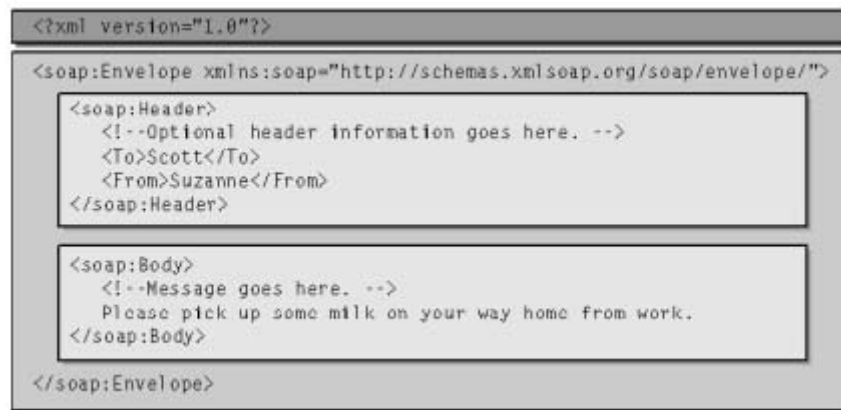 <?xml version="1.0"?>
<soap:Envelope xmlns:soap="http://schemas.xmlsoap.org/soap/envelope/">
<soap:Header>
<!--Optional header information goes here. -->
<To>Scott</To>
<From>Suzanne</From>
</soap:Header>
<soap:Body>
<!--Message goes here. -->
Please pick up some milk on your way home from work.
</soap:Body>
</soap:Envelope>